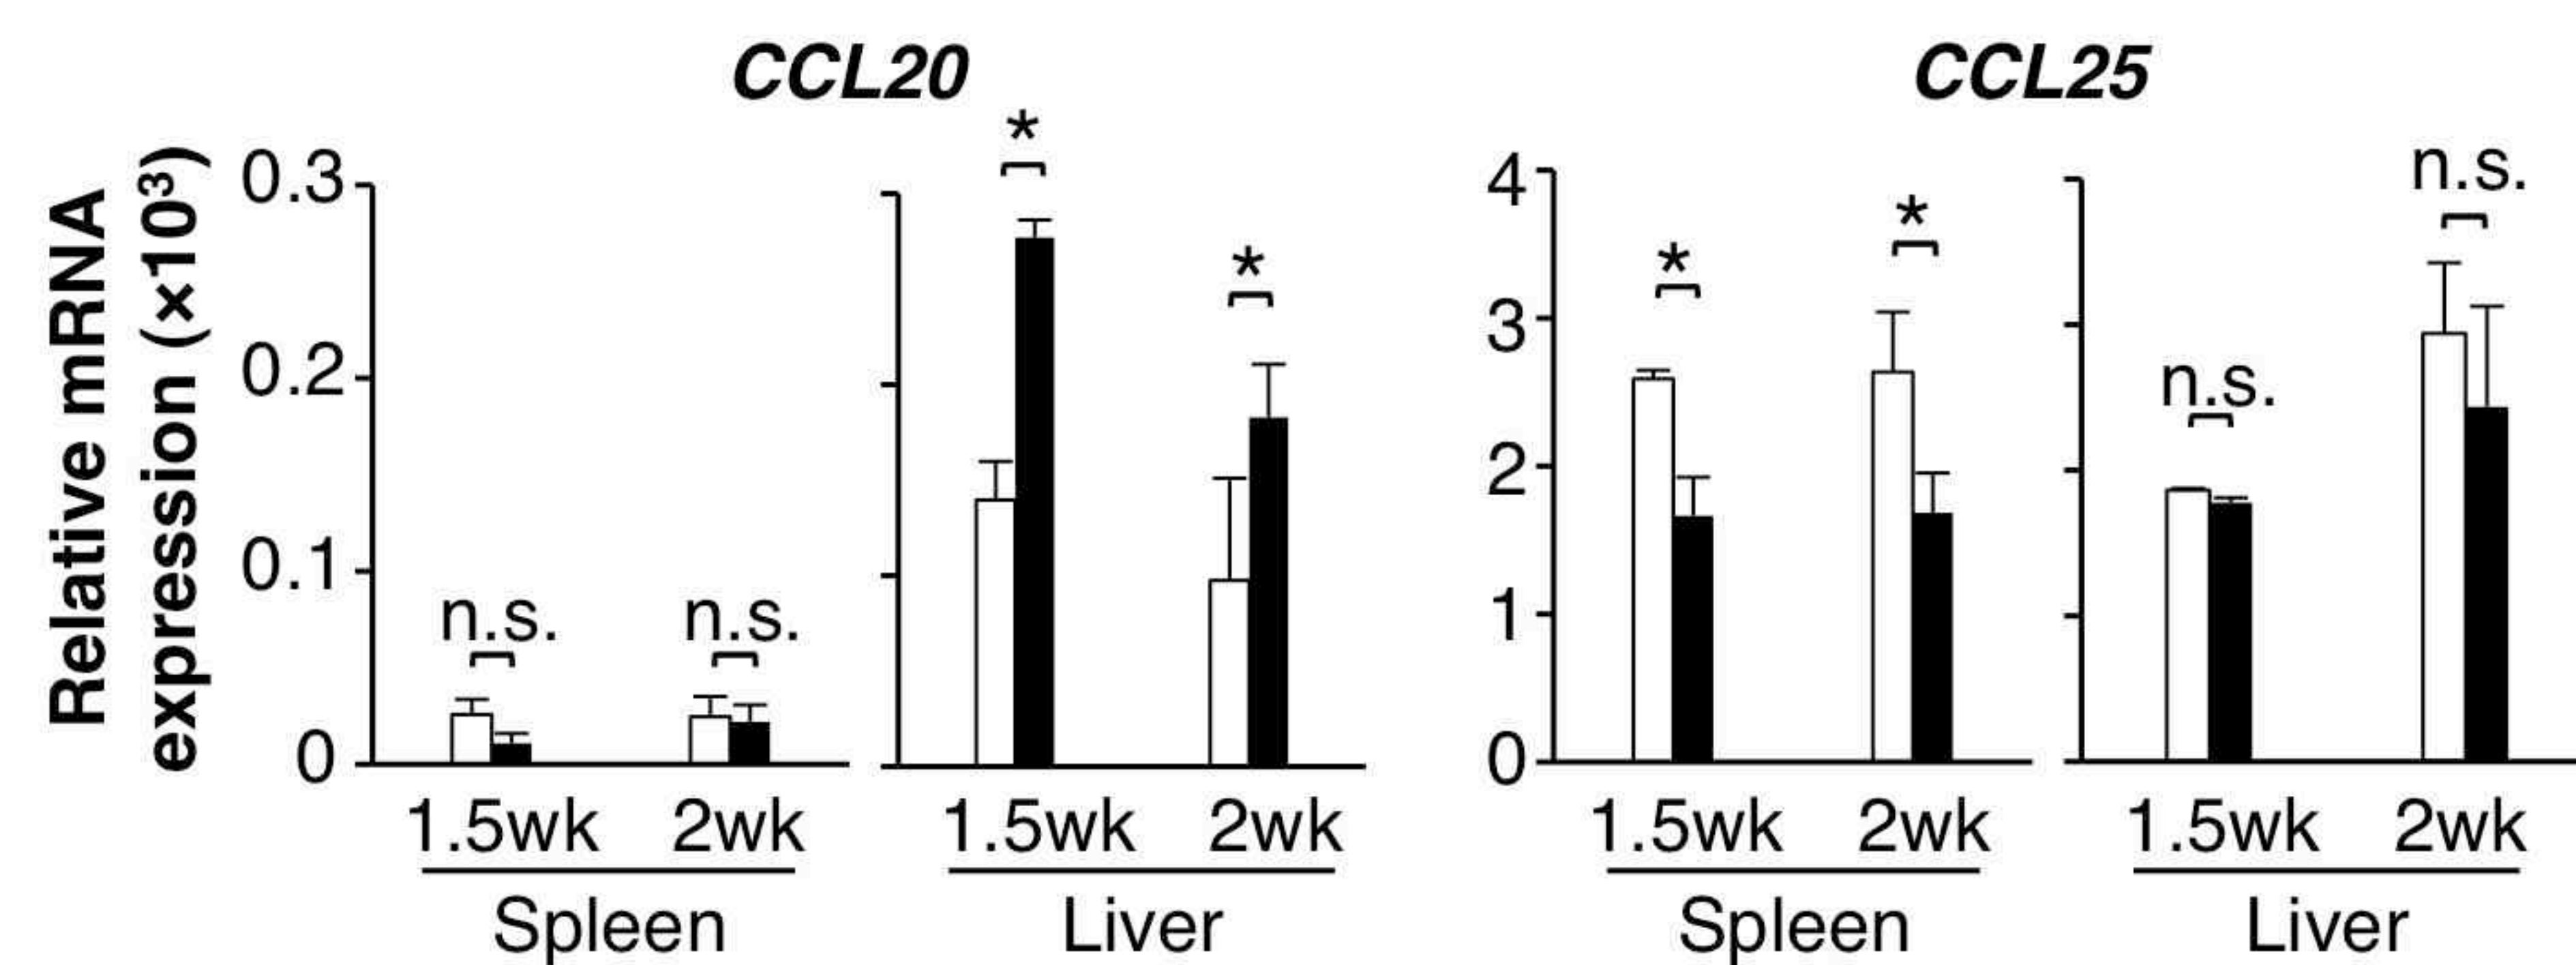 CCL20
CCL25
Relative mRNA
expression (×10³)
0.3
0.2
0.1
0
n.s.
n.s.
*
*
4
3
2
1
0
*
*
n.s.
n.s.
1.5wk 2wk 1.5wk 2wk 1.5wk 2wk 1.5wk 2wk
Spleen Liver Spleen Liver